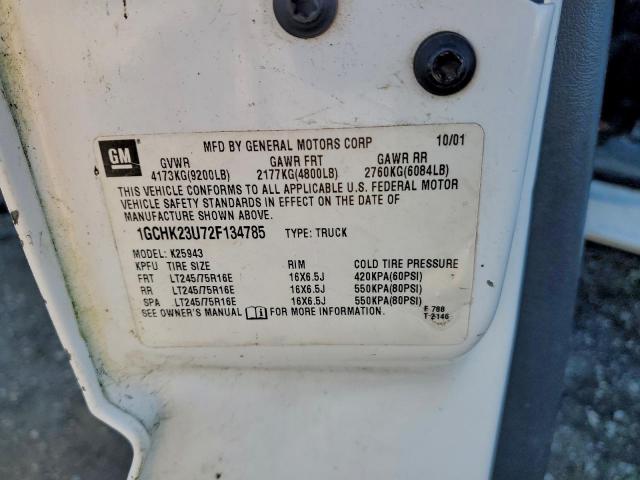 GM
MFD BY GENERAL MOTORS CORP 10/01
GVWR GAWR FRT GAWR RR
4173KG(9200LB) 2177KG(4800LB) 2760KG(6084LB)
THIS VEHICLE CONFORMS TO ALL APPLICABLE U.S. FEDERAL MOTOR
VEHICLE SAFETY STANDARDS IN EFFECT ON THE DATE OF
MANUFACTURE SHOWN ABOVE.
1GCHK23U72F134785 TYPE: TRUCK
MODEL: K25943
KPFU TIRE SIZE RIM COLD TIRE PRESSURE
FRT LT245/75R16E 16X6.5J 420KPA(60PSI)
RR LT245/75R16E 16X6.5J 550KPA(80PSI)
SPA LT245/75R16E 16X6.5J 550KPA(80PSI)
SEE OWNER'S MANUAL FOR MORE INFORMATION.
F 788
T 2146